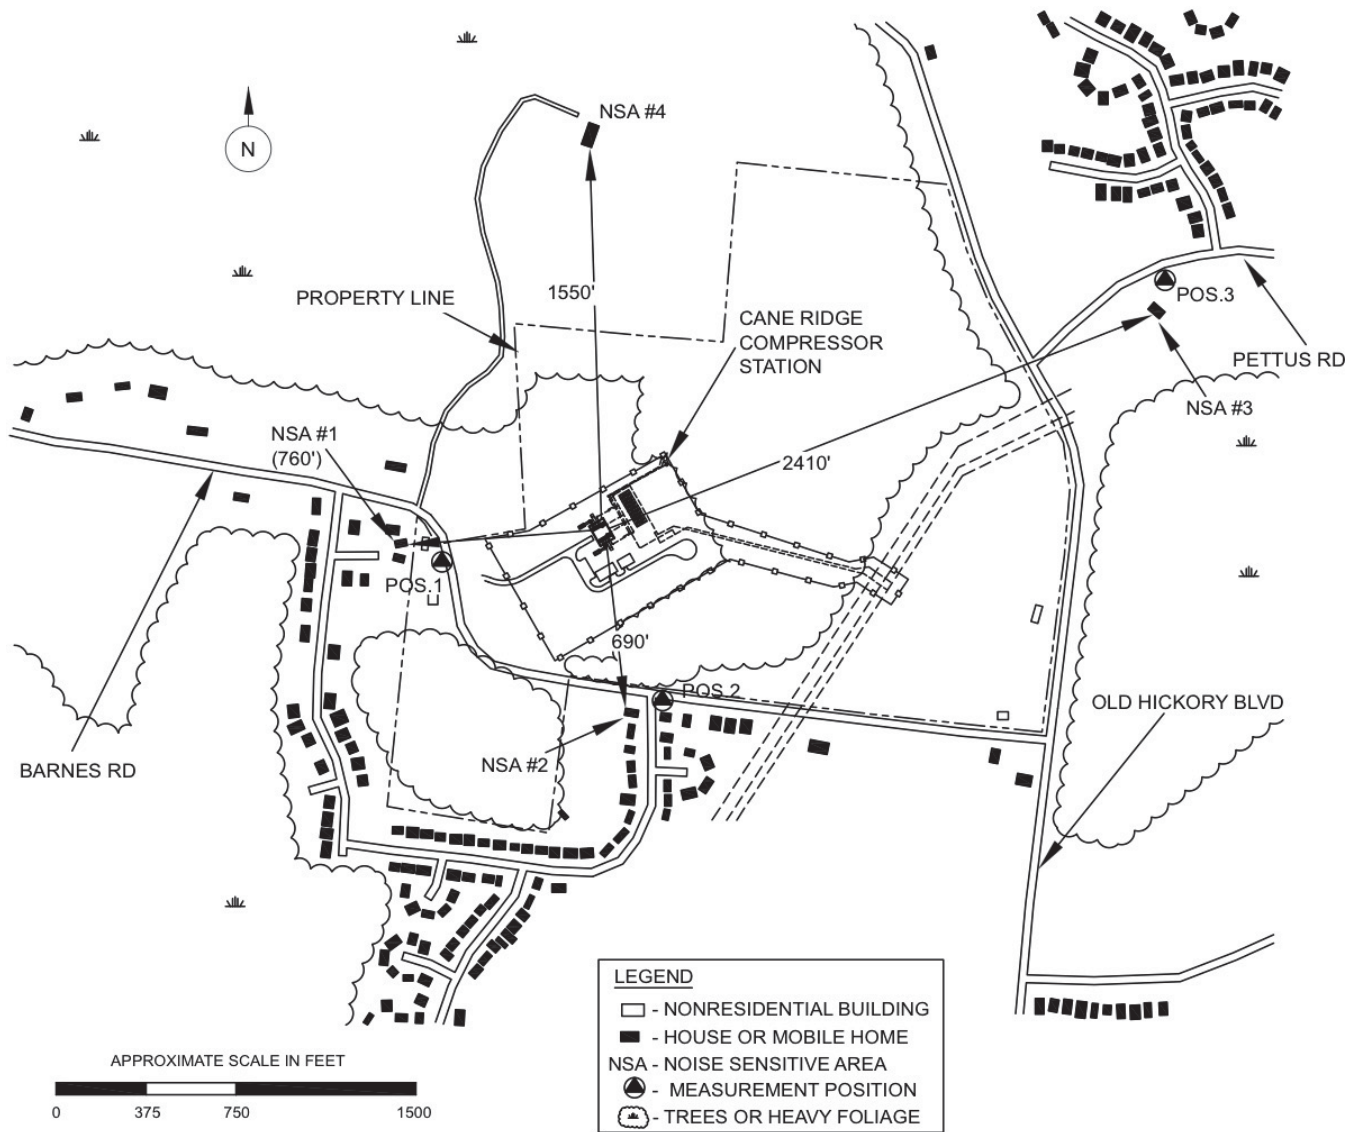 NSA #4
N
1550'
PROPERTY LINE
CANE RIDGE
COMPRESSOR
STATION
POS.3
PETTUS RD
NSA #3
NSA #1
(760')
2410'
POS.1
690'
POS.2
OLD HICKORY BLVD
NSA #2
BARNES RD
LEGEND
- NONRESIDENTIAL BUILDING
- HOUSE OR MOBILE HOME
NSA - NOISE SENSITIVE AREA
- MEASUREMENT POSITION
- TREES OR HEAVY FOLIAGE
APPROXIMATE SCALE IN FEET
0 375 750 1500